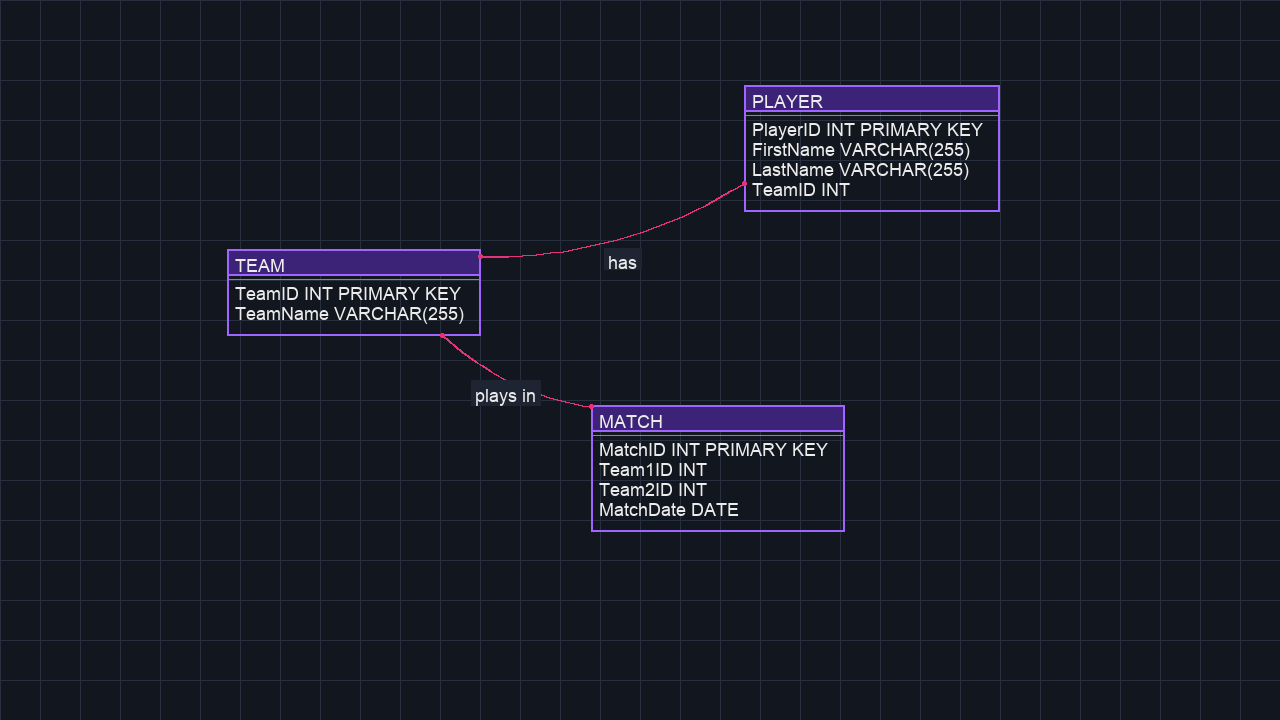 PLAYER
PlayerID INT PRIMARY KEY
FirstName VARCHAR(255)
LastName VARCHAR(255)
TeamID INT
has
TEAM
TeamID INT PRIMARY KEY
TeamName VARCHAR(255)
plays in
MATCH
MatchID INT PRIMARY KEY
Team1ID INT
Team2ID INT
MatchDate DATE